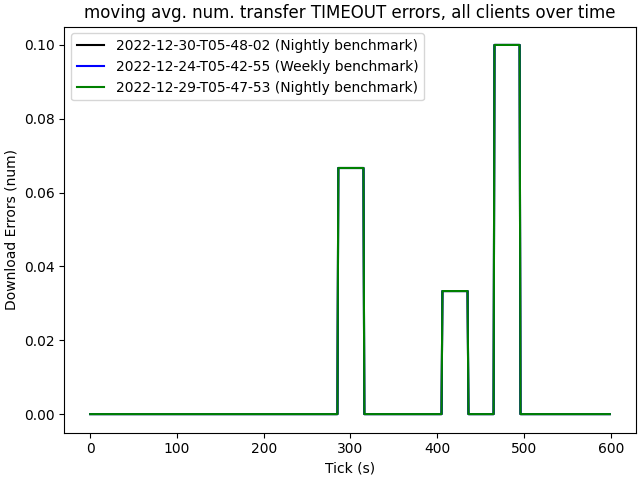 moving avg. num. transfer TIMEOUT errors, all clients over time
2022-12-30-T05-48-02 (Nightly benchmark)
2022-12-24-T05-42-55 (Weekly benchmark)
2022-12-29-T05-47-53 (Nightly benchmark)
Download Errors (num)
0.10
0.08
0.06
0.04
0.02
0.00
0 100 200 300 400 500 600
Tick (s)